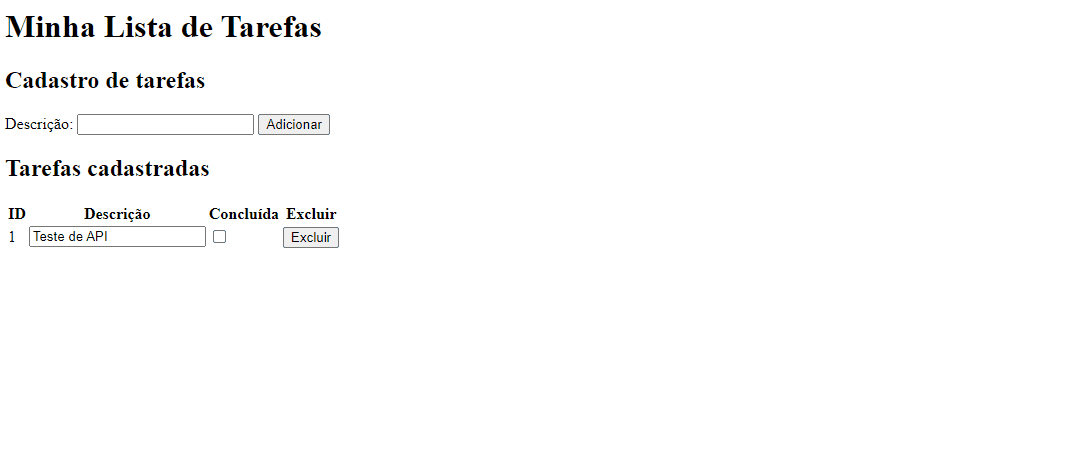 Minha Lista de Tarefas
Cadastro de tarefas
Descrição: Adicionar
Tarefas cadastradas
ID Descrição Concluída Excluir
1 Teste de API Excluir